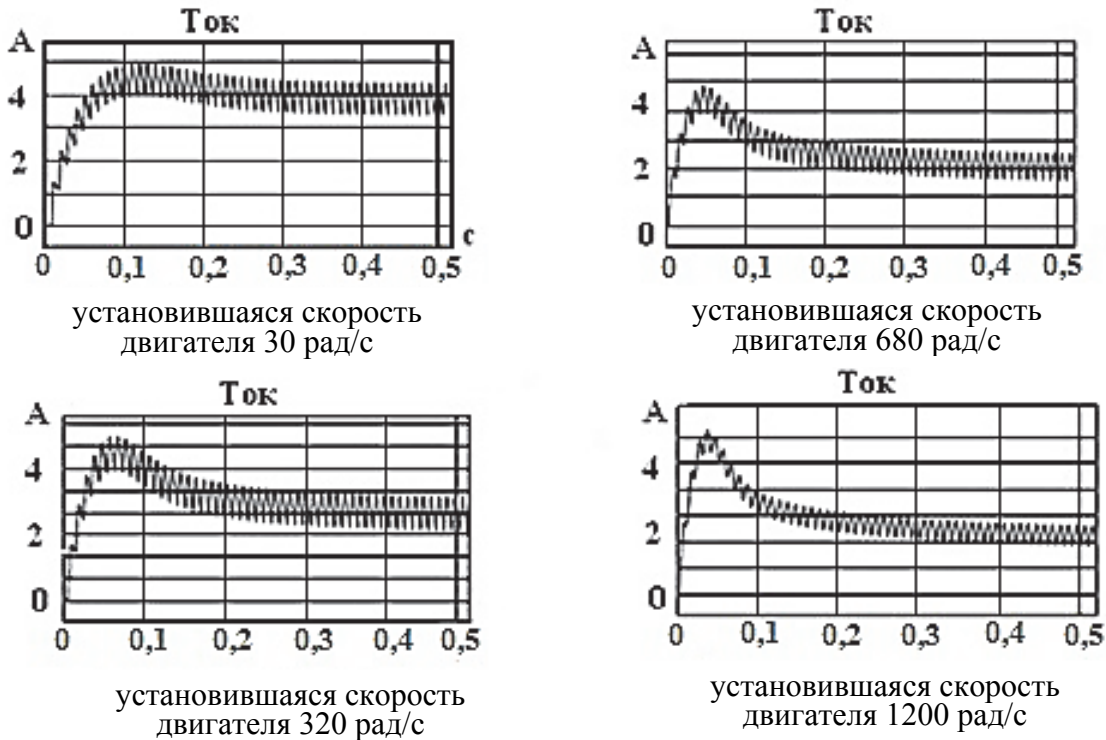 Ток
А
4
2
0
с
0 0,1 0,2 0,3 0,4 0,5
установившаяся скорость
двигателя 30 рад/с
Ток
А
4
2
0
0 0,1 0,2 0,3 0,4 0,5
установившаяся скорость
двигателя 680 рад/с
Ток
А
4
2
0
0 0,1 0,2 0,3 0,4 0,5
установившаяся скорость
двигателя 320 рад/с
Ток
А
4
2
0
0 0,1 0,2 0,3 0,4 0,5
установившаяся скорость
двигателя 1200 рад/с